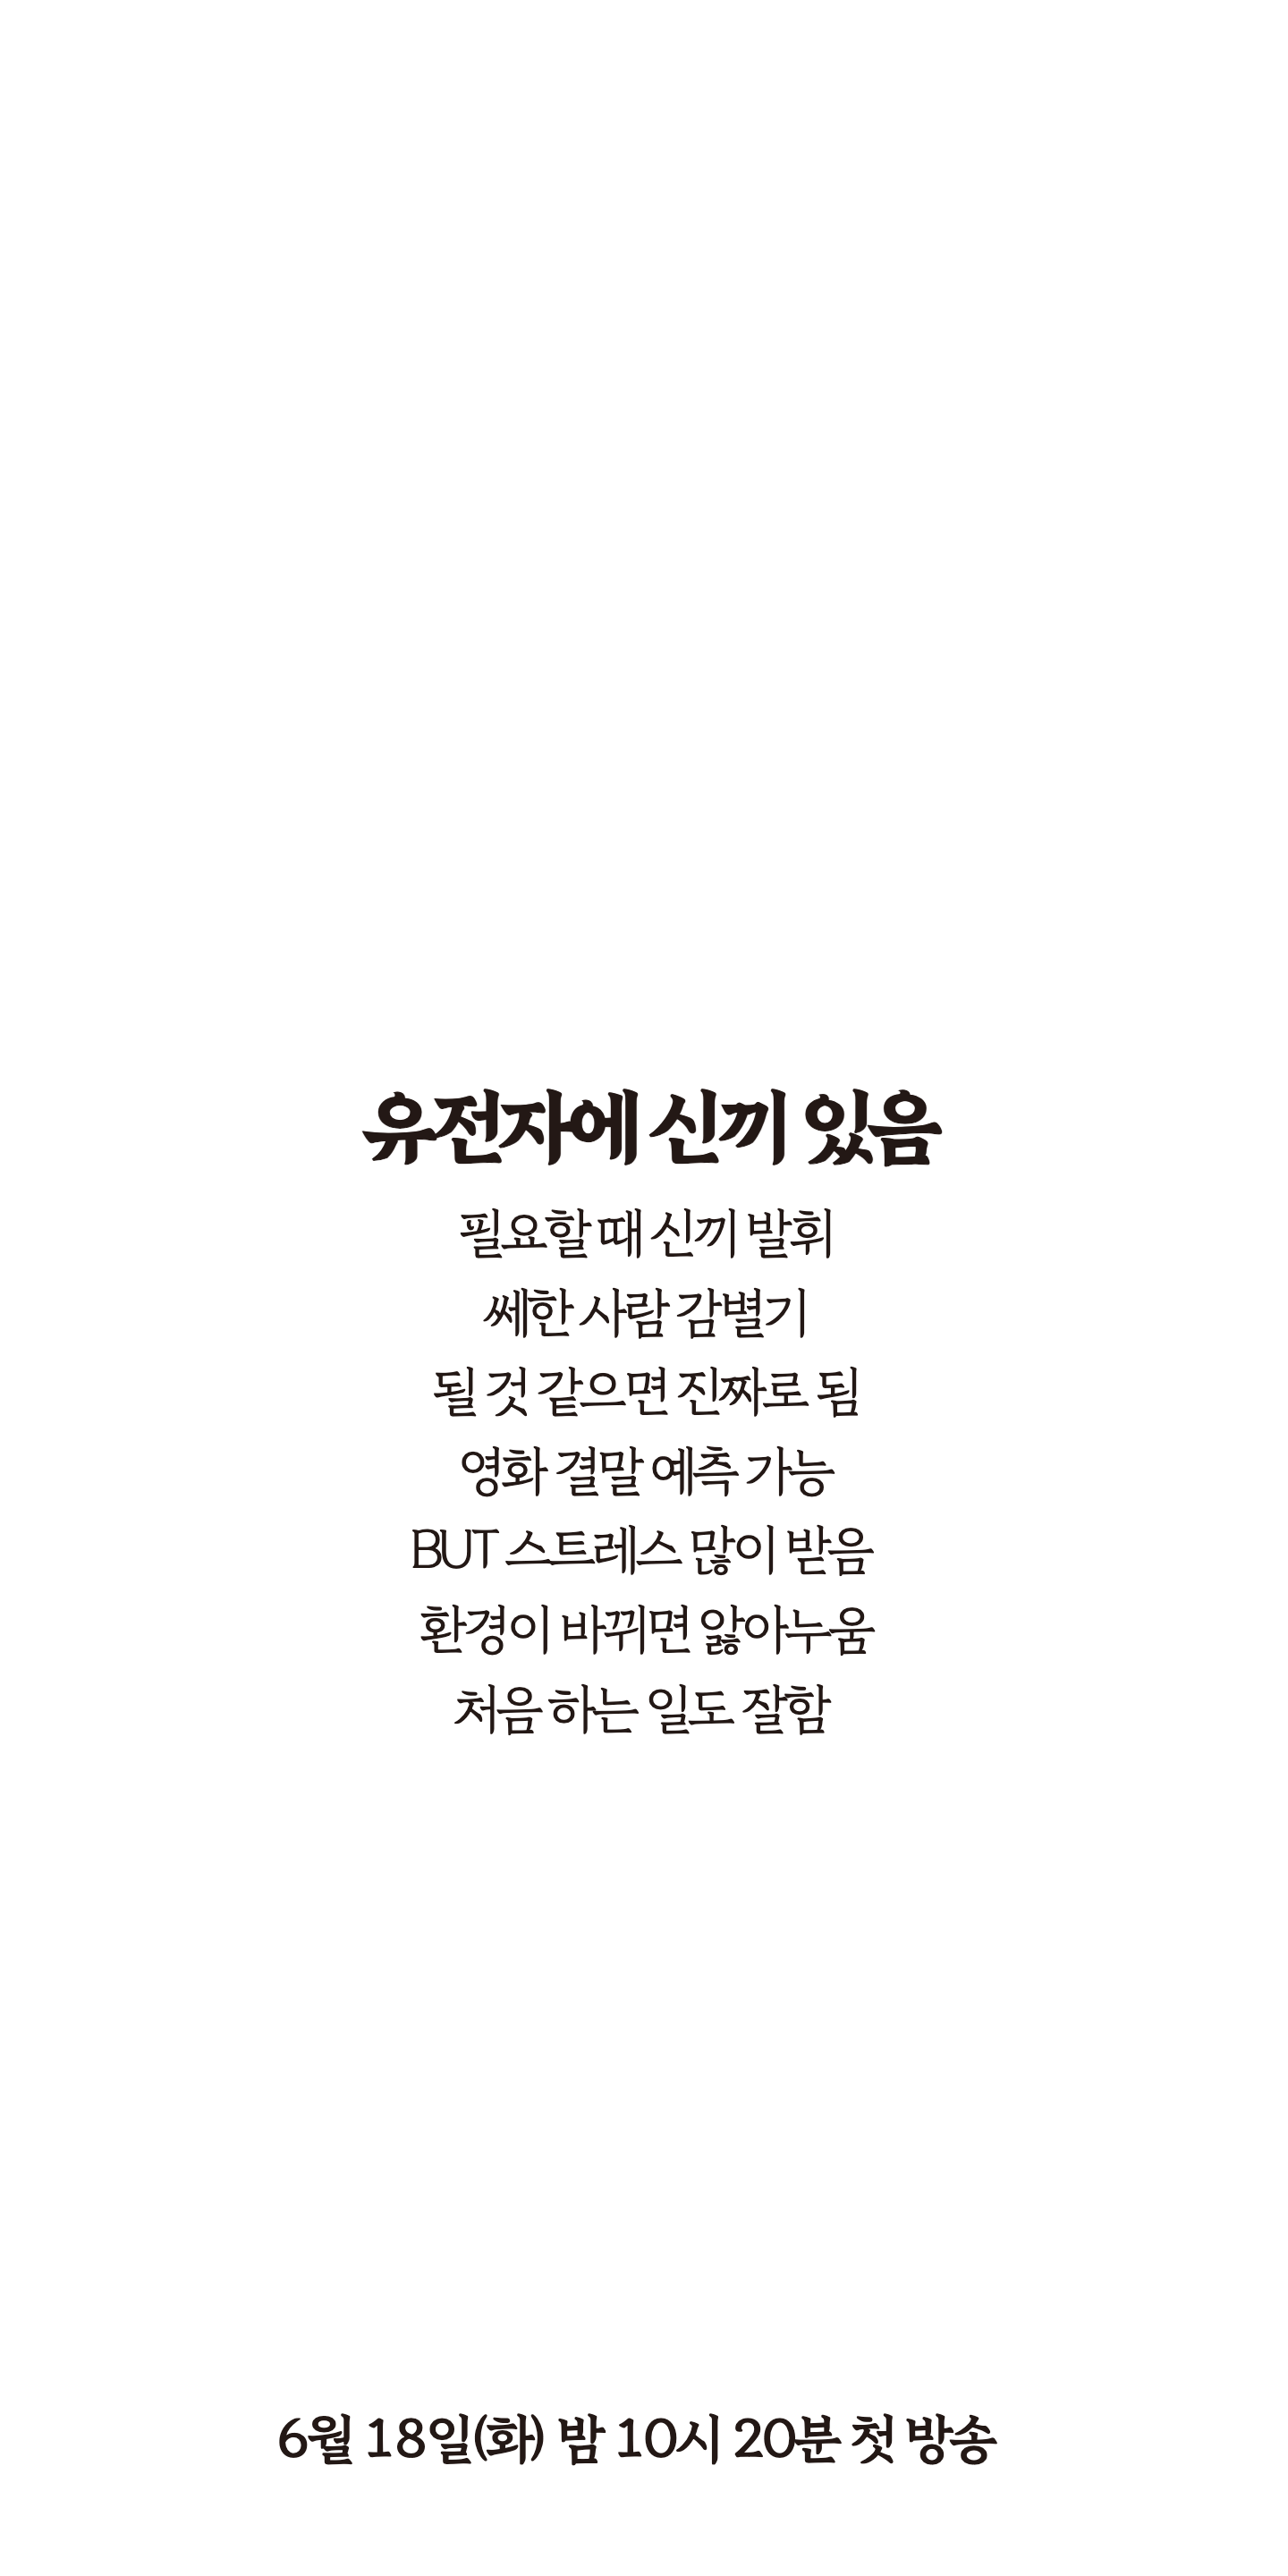 유전자에 신끼 있음
필요할 때 신끼 발휘
쎄한 사람 감별기
될 것 같으면 진짜로 됨
영화 결말 예측 가능
BUT 스트레스 많이 받음
환경이 바뀌면 앓아누움
처음 하는 일도 잘함
6월 18일(화) 밤 10시 20분 첫 방송